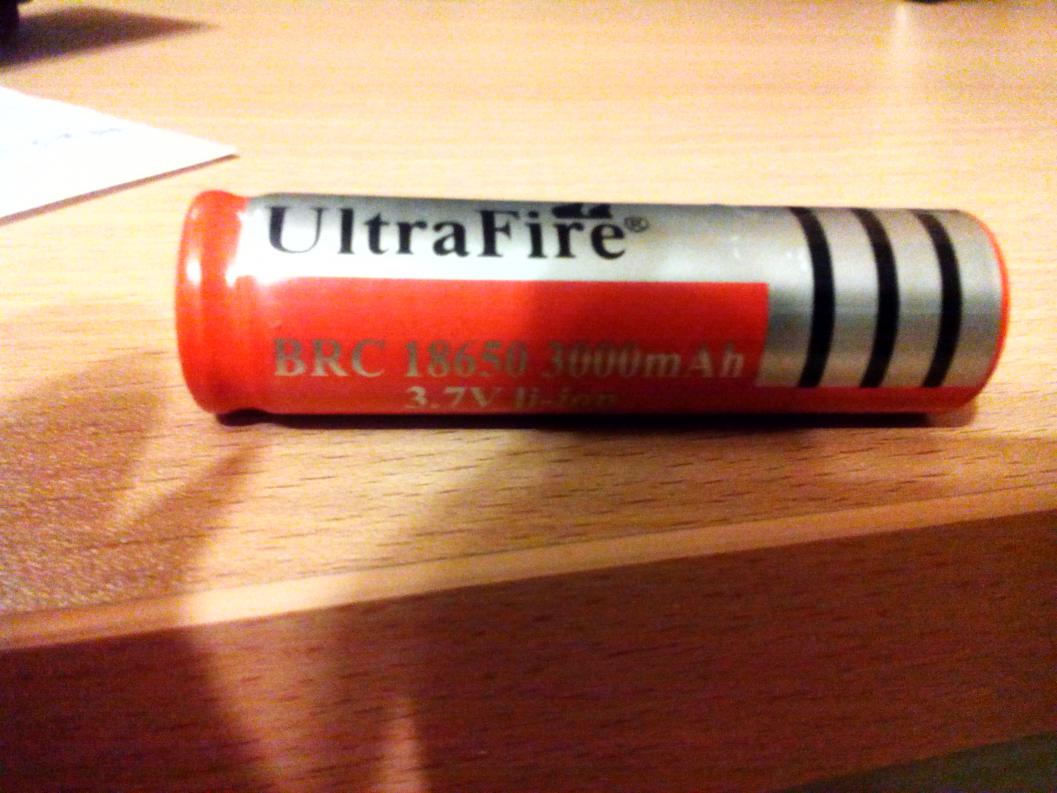 UltraFire®
BRC 18650 3000mAh
3.7V li-ion